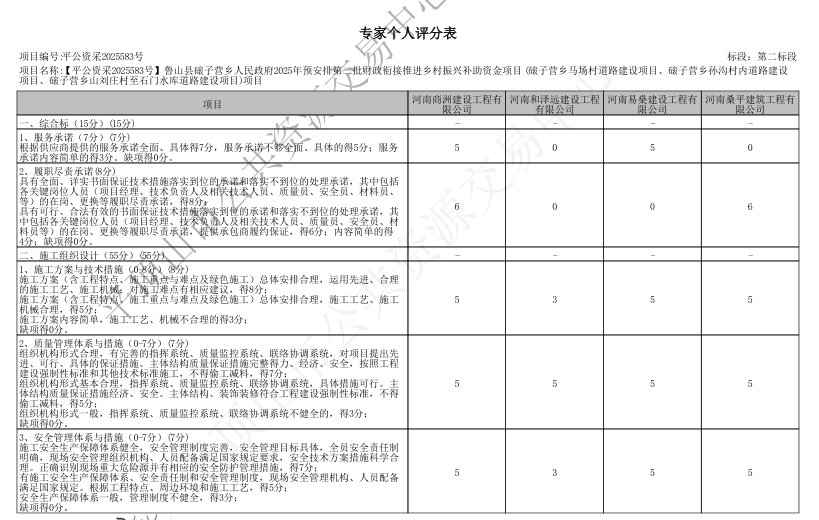 专家个人评分表
项目编号:平公资采2025583号
标段：第二标段
项目名称:【平公资采2025583号】鲁山县磙子营乡人民政府2025年预安排第二批财政衔接推进乡村振兴补助资金项目(磙子营乡马场村道路建设项目、磙子营乡孙沟村内道路建设
项目、磙子营乡山刘庄村至石门水库道路建设项目)项目
项目
河南商洲建设工程有
限公司
河南和泽远建设工程
有限公司
河南易燊建设工程有
限公司
河南桑平建筑工程有
限公司
一、综合标（15分）(15分)
-
-
-
-
1、服务承诺（7分）(7分)
根据供应商提供的服务承诺全面、具体得7分，服务承诺不够全面、具体的得5分；服务
承诺内容简单的得3分。缺项得0分。
5
0
5
0
2、履职尽责承诺(8分)
具有全面、详实书面保证技术措施落实到位的承诺和落实不到位的处理承诺，其中包括
各关键岗位人员（项目经理、技术负责人及相关技术人员、质量员、安全员、材料员、
等）的在岗、更换等履职尽责承诺，得8分；
具有可行、合法有效的书面保证技术措施落实到位的承诺和落实不到位的处理承诺，其
中包括各关键岗位人员（项目经理、技术负责人及相关技术人员、质量员、安全员、材
料员等）的在岗、更换等履职尽责承诺，提供承包商履约保证，得6分；内容简单的得
4分；缺项得0分。
6
0
0
6
二、施工组织设计（55分）(55分)
-
-
-
-
1、施工方案与技术措施（0-8分）(8分)
施工方案（含工程特点、施工重点与难点及绿色施工）总体安排合理，运用先进、合理
的施工工艺、施工机械，对施工难点有相应建议，得8分；
施工方案（含工程特点、施工重点与难点及绿色施工）总体安排合理，施工工艺、施工
机械合理，得5分；
施工方案内容简单，施工工艺、机械不合理的得3分；
缺项得0分。
5
3
5
5
2、质量管理体系与措施（0-7分）(7分)
组织机构形式合理，有完善的指挥系统、质量监控系统、联络协调系统，对项目提出先
进、可行、具体的保证措施。主体结构质量保证措施完整得力、经济、安全，按照工程
建设强制性标准和其他技术标准施工，不得偷工减料，得7分；
组织机构形式基本合理，指挥系统、质量监控系统、联络协调系统，具体措施可行。主
体结构质量保证措施经济、安全。主体结构、装饰装修符合工程建设强制性标准，不得
偷工减料，得5分；
组织机构形式一般，指挥系统、质量监控系统、联络协调系统不健全的，得3分；
缺项得0分。
5
5
5
5
3、安全管理体系与措施（0-7分）(7分)
施工安全生产保障体系健全，安全管理制度完善，安全管理目标具体，全员安全责任制
明确，现场安全管理组织机构、人员配备满足国家规定要求，安全技术方案措施科学合
理。正确识别现场重大危险源并有相应的安全防护管理措施，得7分；
有施工安全生产保障体系、安全责任制和安全管理制度，现场安全管理机构、人员配备
满足国家规定。根据工程特点、周边环境和施工工艺，得5分；
安全生产保障体系一般，管理制度不健全，得3分；
缺项得0分。
5
3
5
5
平顶山市公共资源交易中心
顶山市公共资源交易中心